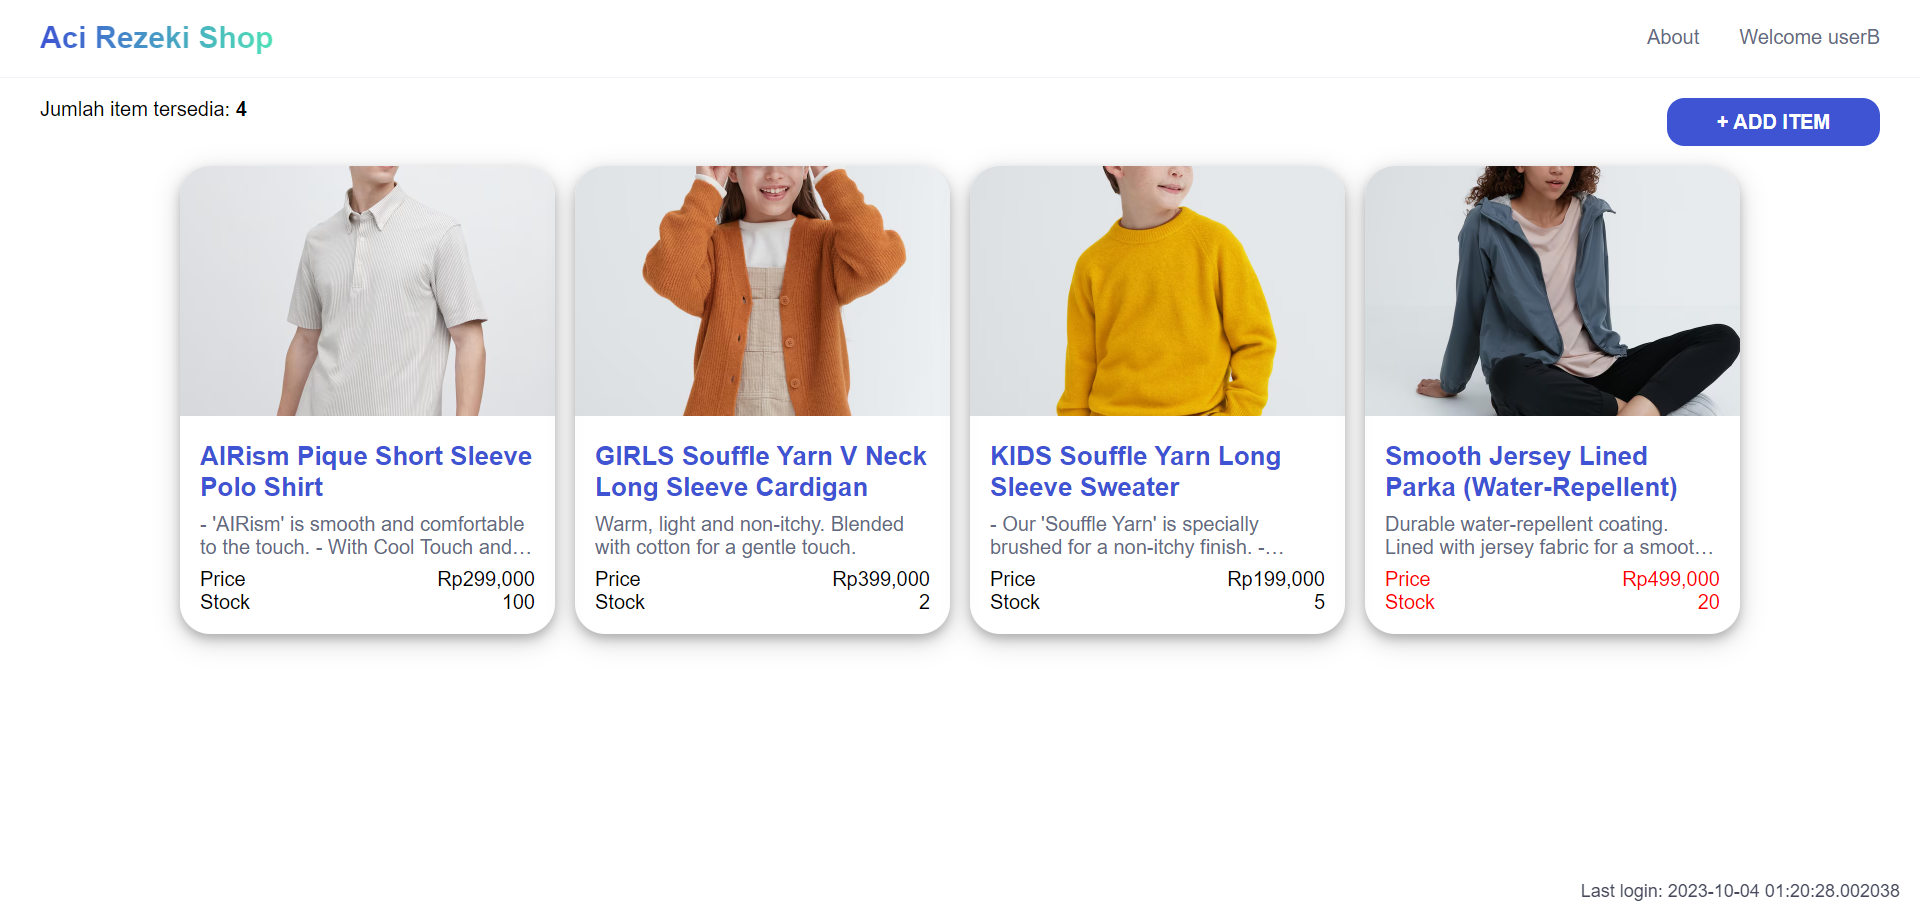 Aci Rezeki Shop
About
Welcome userB
Jumlah item tersedia: 4
+ ADD ITEM
AIRism Pique Short Sleeve
Polo Shirt
- 'AIRism' is smooth and comfortable
to the touch. - With Cool Touch and…
Price Rp299,000
Stock 100
GIRLS Souffle Yarn V Neck
Long Sleeve Cardigan
Warm, light and non-itchy. Blended
with cotton for a gentle touch.
Price Rp399,000
Stock 2
KIDS Souffle Yarn Long
Sleeve Sweater
- Our 'Souffle Yarn' is specially
brushed for a non-itchy finish. -…
Price Rp199,000
Stock 5
Smooth Jersey Lined
Parka (Water-Repellent)
Durable water-repellent coating.
Lined with jersey fabric for a smoot…
Price Rp499,000
Stock 20
Last login: 2023-10-04 01:20:28.002038